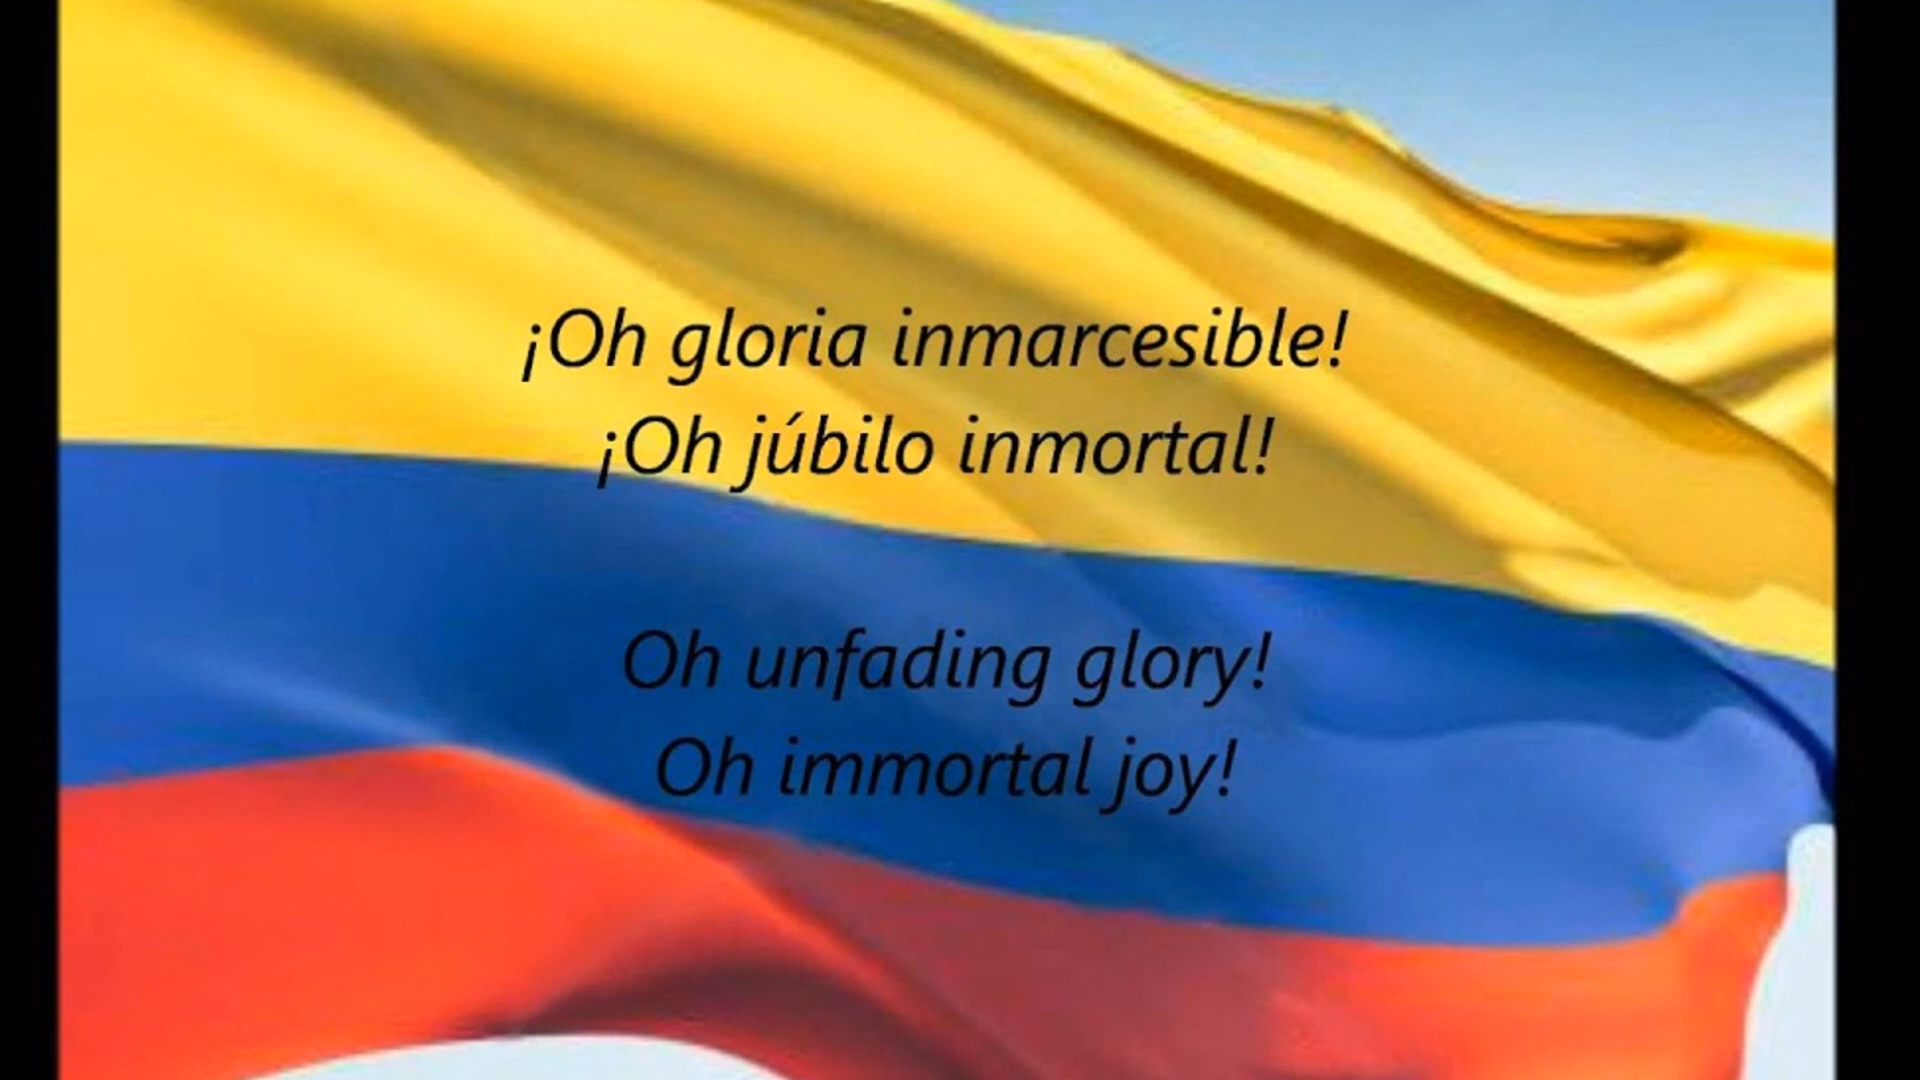 ¡Oh gloria inmarcesible!
¡Oh júbilo inmortal!
Oh unfading glory!
Oh immortal joy!